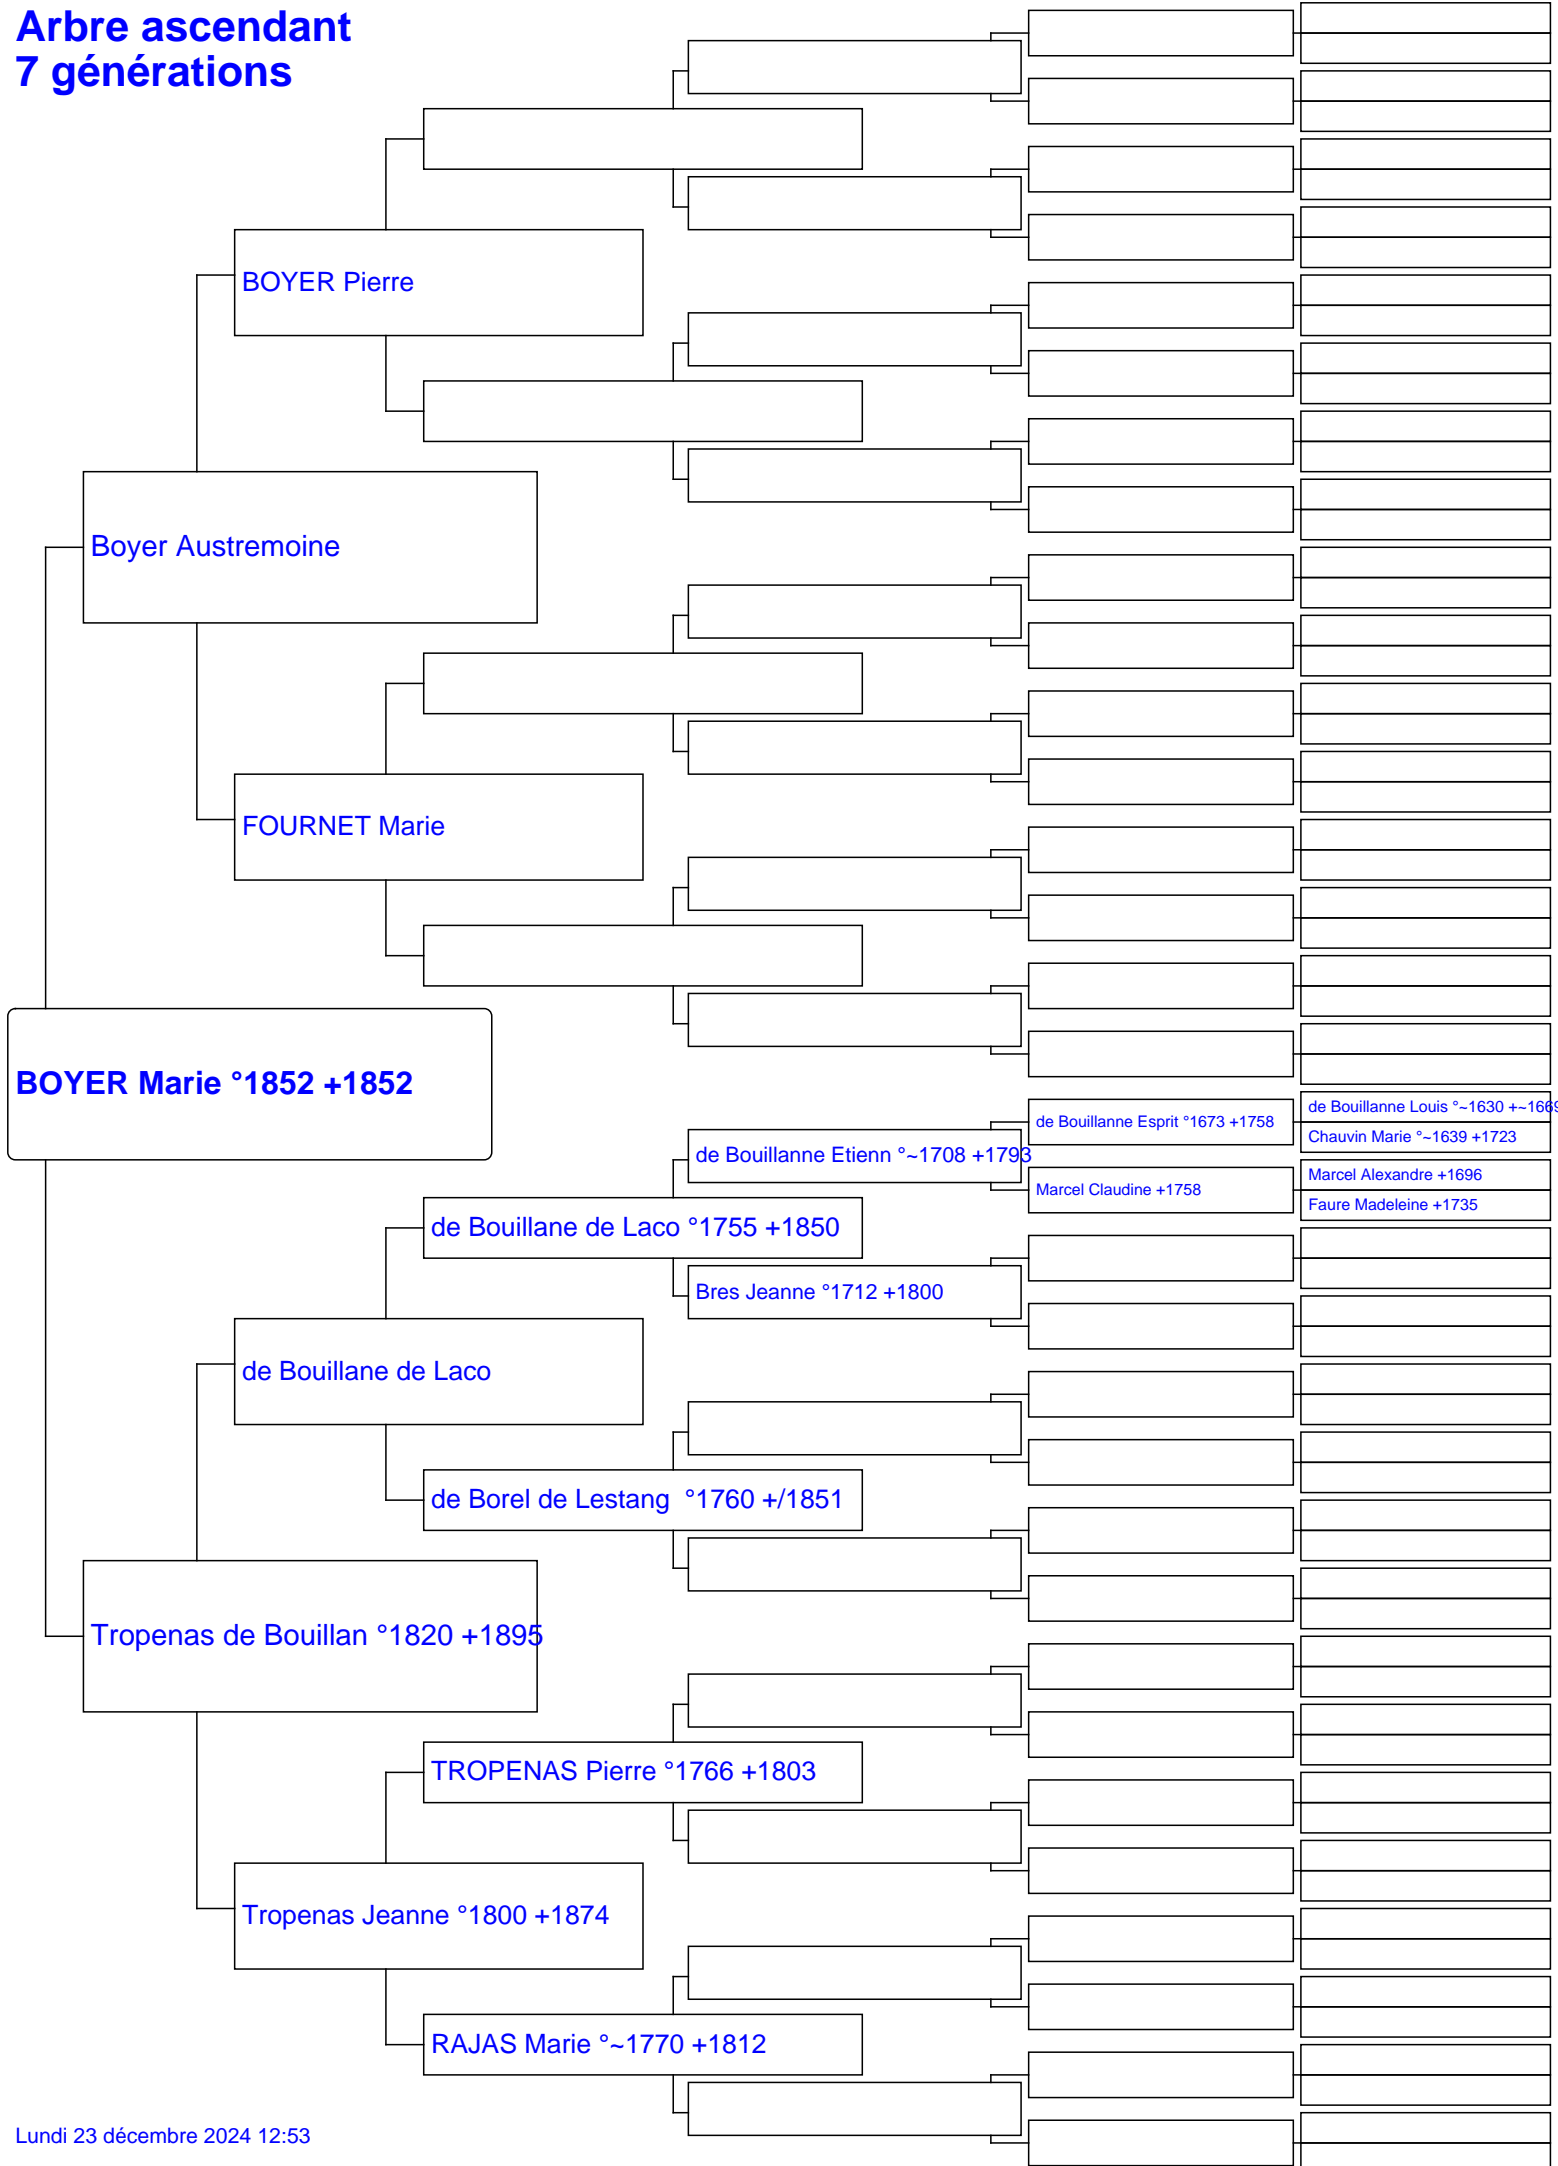 Arbre ascendant
7 générations
BOYER Pierre
Boyer Austremoine
FOURNET Marie
BOYER Marie °1852 +1852
de Bouillanne Louis °~1630 +~1669
de Bouillanne Esprit °1673 +1758
Chauvin Marie °~1639 +1723
de Bouillanne Etienn °~1708 +1793
Marcel Alexandre +1696
Marcel Claudine +1758
Faure Madeleine +1735
de Bouillane de Laco °1755 +1850
Bres Jeanne °1712 +1800
de Bouillane de Laco
de Borel de Lestang  °1760 +/1851
Tropenas de Bouillan °1820 +1895
TROPENAS Pierre °1766 +1803
Tropenas Jeanne °1800 +1874
RAJAS Marie °~1770 +1812
Lundi 23 décembre 2024 12:53